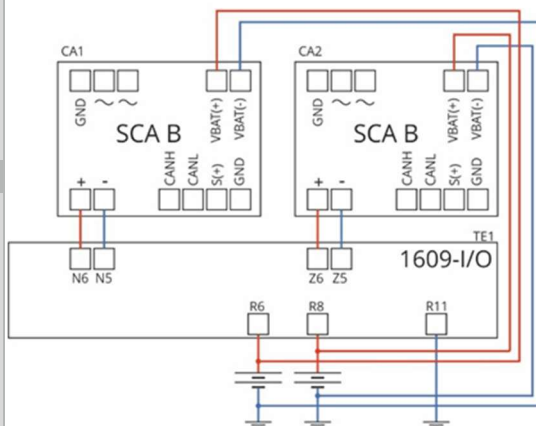 CA1
CA2
GND
~
~
VBAT(+)
VBAT(-)
GND
~
~
VBAT(+)
VBAT(-)
SCA B
SCA B
CANH
CANL
S(+)
GND
CANH
CANL
S(+)
GND
+
-
+
-
TE1
N6
N5
Z6
Z5
1609-I/O
R6
R8
R11